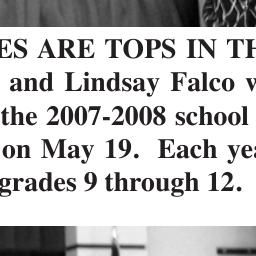 ES ARE TOPS IN TH
and Lindsay Falco
the 2007-2008 school
on May 19. Each
grades 9 through 12.